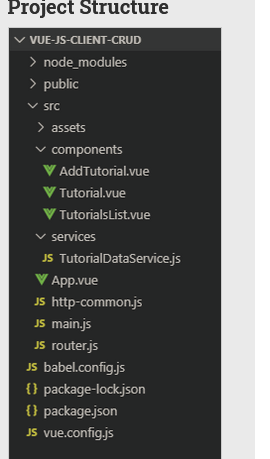 Project Structure
VUE-JS-CLIENT-CRUD
node_modules
public
src
assets
components
AddTutorial.vue
Tutorial.vue
TutorialsList.vue
services
JS TutorialDataService.js
App.vue
JS http-common.js
JS main.js
JS router.js
JS babel.config.js
{} package-lock.json
{} package.json
JS vue.config.js